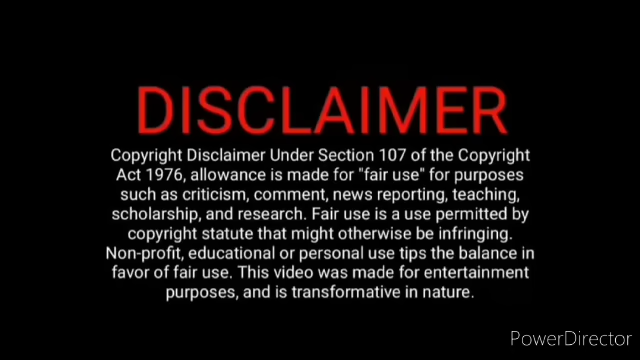 DISCLAIMER
Copyright Disclaimer Under Section 107 of the Copyright
Act 1976, allowance is made for "fair use" for purposes
such as criticism, comment, news reporting, teaching,
scholarship, and research. Fair use is a use permitted by
copyright statute that might otherwise be infringing.
Non-profit, educational or personal use tips the balance in
favor of fair use. This video was made for entertainment
purposes, and is transformative in nature.
PowerDirector